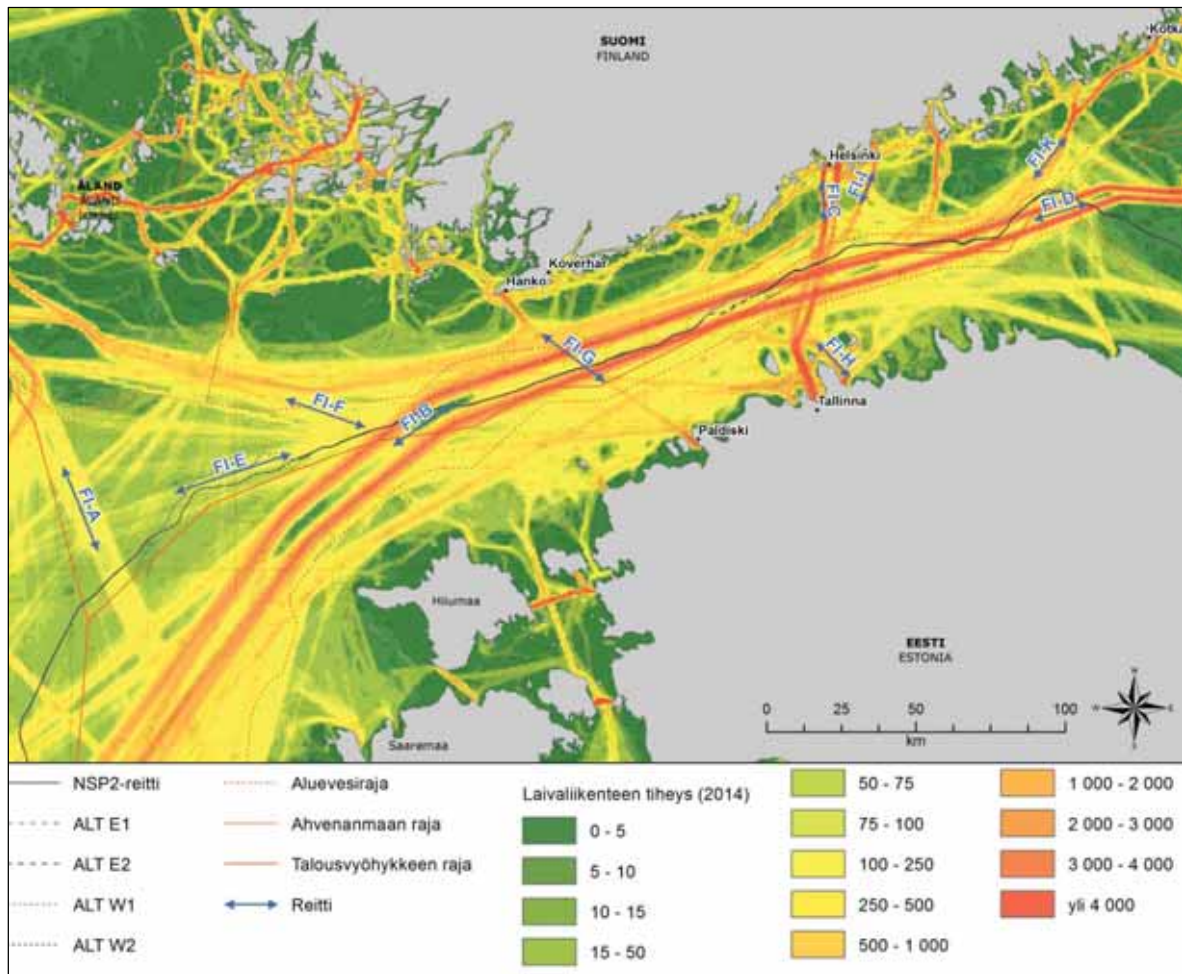 SUOMI
FINLAND
Kotka
Helsinki
FI-K
FI-C
FI-J
FI-D
ÅLAND
Koverhar
Hanko
FI-G
FI-H
Tallinna
FI-F
FI-B
Paldiski
FI-E
FI-A
Hiiumaa
EESTI
ESTONIA
Saaremaa
N
W
E
S
0 25 50 100
km
NSP2-reitti
ALT E1
ALT E2
ALT W1
ALT W2
Aluevesiraja
Ahvenanmaan raja
Talousvyöhykkeen raja
Reitti
Laivaliikenteen tiheys (2014)
0 - 5
5 - 10
10 - 15
15 - 50
50 - 75
75 - 100
100 - 250
250 - 500
500 - 1 000
1 000 - 2 000
2 000 - 3 000
3 000 - 4 000
yli 4 000